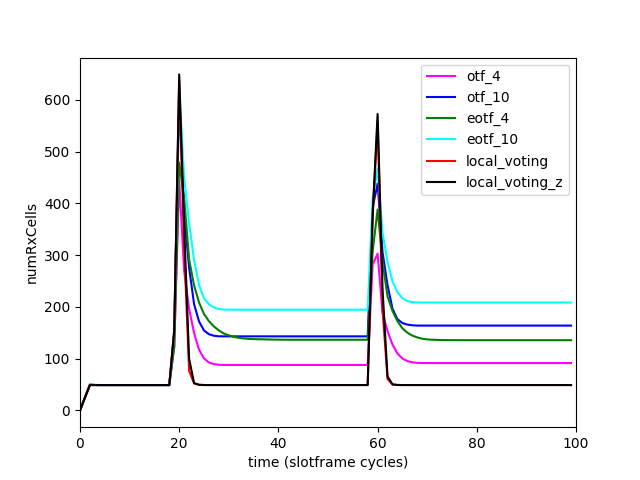 600
500
400
300
200
100
0
numRxCells
0 20 40 60 80 100
time (slotframe cycles)
otf_4
otf_10
eotf_4
eotf_10
local_voting
local_voting_z